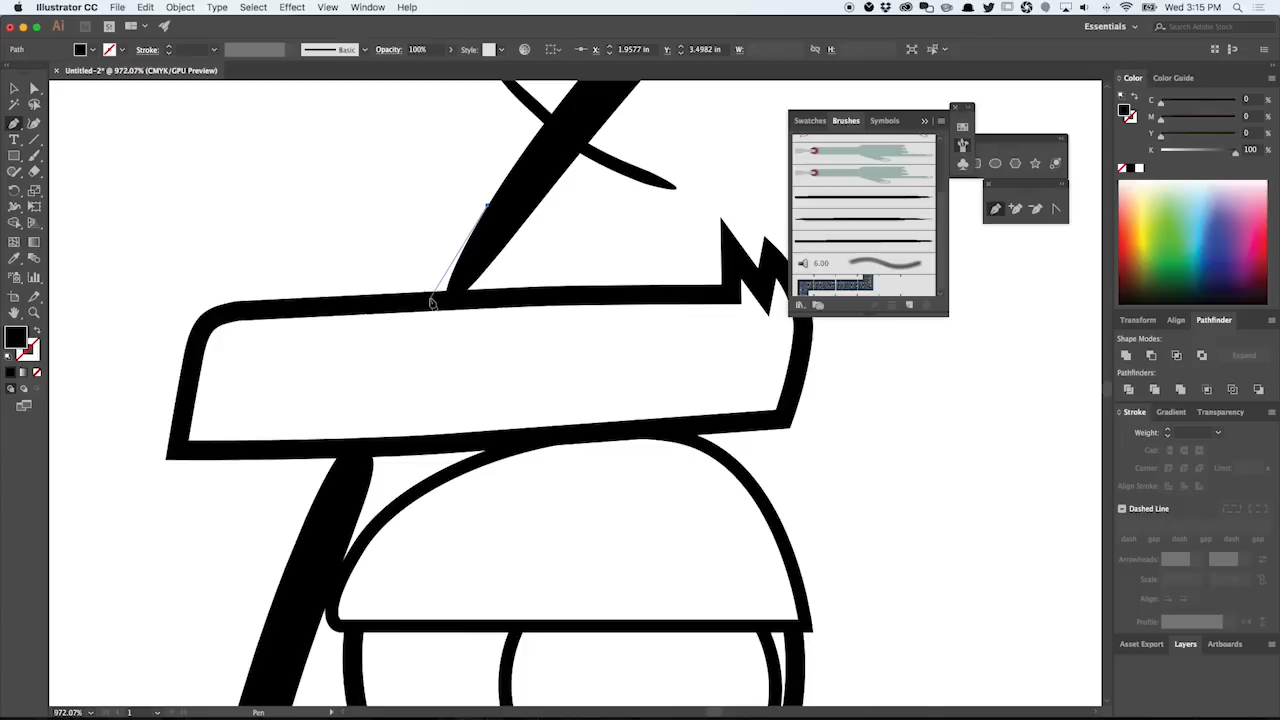 Illustrator CC File Edit Object Type Select Effect View Window Help Wed 3:15 PM
Ai St Essentials Search Adobe Stock
Path Stroke: Basic Opacity: 100% Style: X: 1.9577 in Y: 3.4982 in W: H:
× Untitled-2* @ 972.07% (CMYK/GPU Preview)
Color Color Guide
C 0 %
M 0 %
Y 0 %
K 100 %
Swatches Brushes Symbols
6.00
Transform Align Pathfinder
Shape Modes:
Expand
Pathfinders:
Stroke Gradient Transparency
Weight:
Cap:
Corner: Limit: x
Align Stroke:
Dashed Line
dash gap dash gap dash gap
Arrowheads:
Scale:
Align:
Profile:
Asset Export Layers Artboards
972.07% 1 Pen